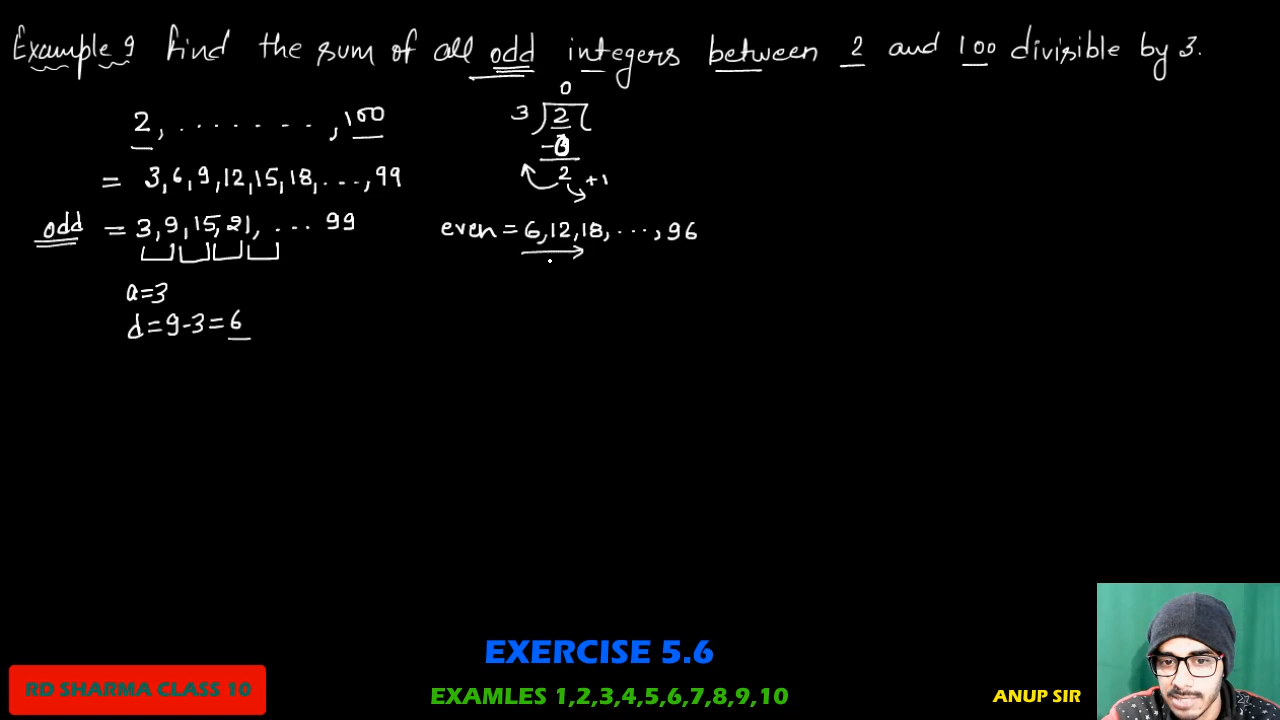 Example 9 Find the sum of all odd integers between 2 and 100 divisible by 3.
2, ......., 100
= 3,6,9,12,15,18,...,99
odd = 3,9,15,21, ... 99
a=3
d=9-3=6
0
3 2
-0
2 +1
even = 6,12,18, ..., 96
EXERCISE 5.6
RD SHARMA CLASS 10
EXAMLES 1,2,3,4,5,6,7,8,9,10
ANUP SIR